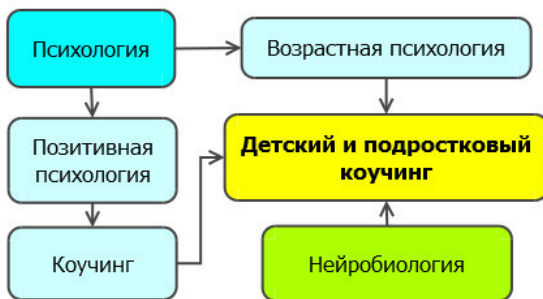 Психология
Возрастная психология
Позитивная
психология
Детский и подростковый
коучинг
Коучинг
Нейробиология